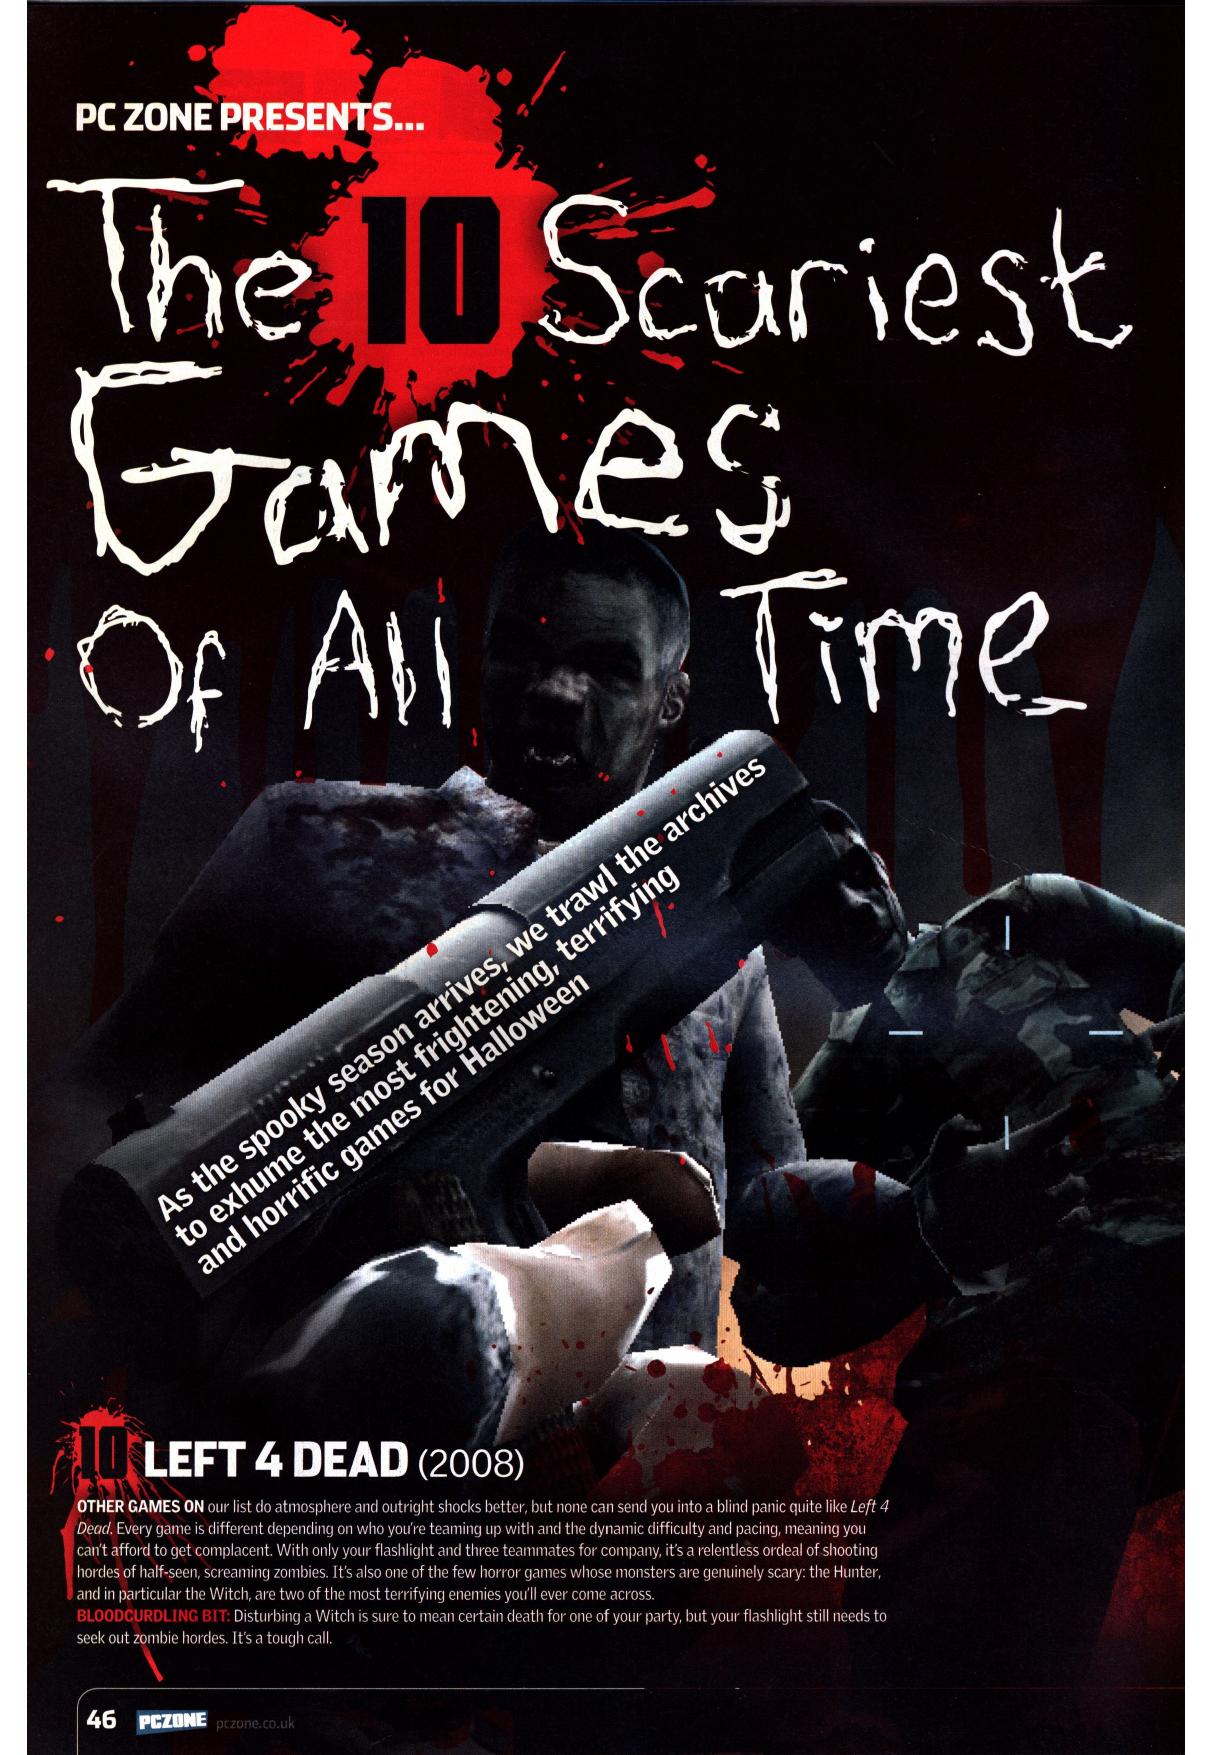 PC ZONE PRESENTS...
The 10 Scariest
Games
Of All Time
As the spooky season arrives, we trawl the archives
to exhume the most frightening, terrifying
and horrific games for Halloween
10 LEFT 4 DEAD (2008)
OTHER GAMES ON our list do atmosphere and outright shocks better, but none can send you into a blind panic quite like Left 4
Dead. Every game is different depending on who you're teaming up with and the dynamic difficulty and pacing, meaning you
can't afford to get complacent. With only your flashlight and three teammates for company, it's a relentless ordeal of shooting
hordes of half-seen, screaming zombies. It's also one of the few horror games whose monsters are genuinely scary: the Hunter,
and in particular the Witch, are two of the most terrifying enemies you'll ever come across.
BLOODCURDLING BIT: Disturbing a Witch is sure to mean certain death for one of your party, but your flashlight still needs to
seek out zombie hordes. It's a tough call.
46 PCZONE pczone.co.uk